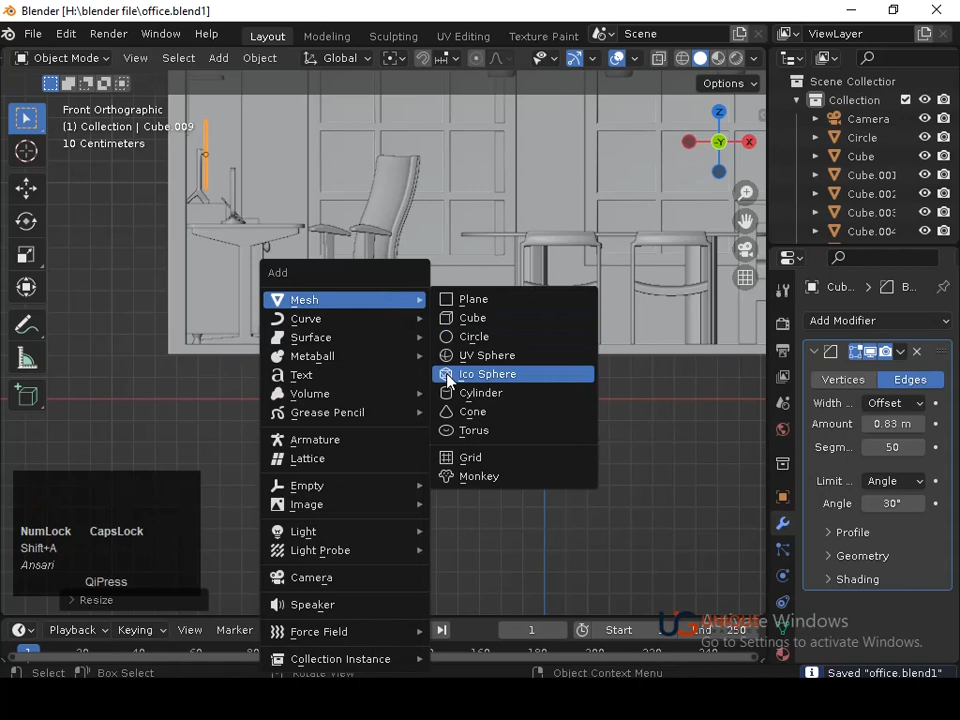 Blender [H:\blender file\office.blend1]
File Edit Render Window Help Layout Modeling Sculpting UV Editing Texture Paint Scene ViewLayer
Object Mode View Select Add Object Global
Options
Scene Collection
Collection
Camera
Circle
Cube
Cube.001
Cube.002
Cube.003
Cube.004
Front Orthographic
(1) Collection | Cube.009
10 Centimeters
Z
X
-Y
Add
Mesh
Curve
Surface
Metaball
Text
Volume
Grease Pencil
Armature
Lattice
Empty
Image
Light
Light Probe
Camera
Speaker
Force Field
Collection Instance
Plane
Cube
Circle
UV Sphere
Ico Sphere
Cylinder
Cone
Torus
Grid
Monkey
Cub..
B..
Add Modifier
Vertices Edges
Width .. Offset
Amount 0.83 m
Segm.. 50
Limit .. Angle
Angle 30°
Profile
Geometry
Shading
NumLock CapsLock
Shift+A
Ansari
QiPress
Resize
Activate Windows
Go to Settings to activate Windows.
Playback Keying View Marker 1 Start 250
Select Box Select Rotate View Object Context Menu Saved "office.blend1"